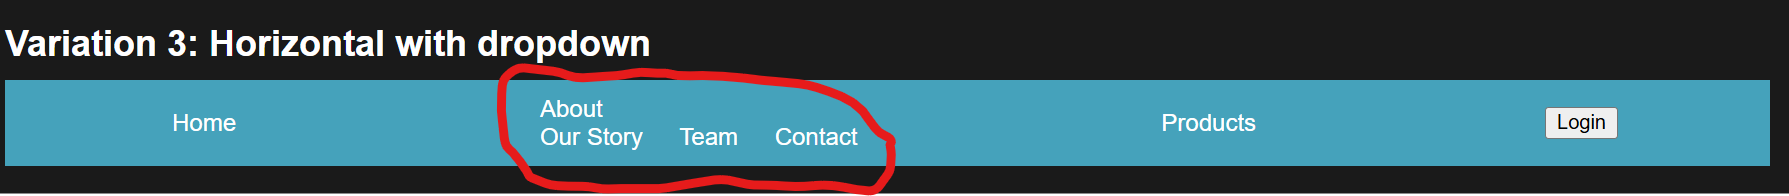 Variation 3: Horizontal with dropdown
Home
About
Our Story Team Contact
Products
Login